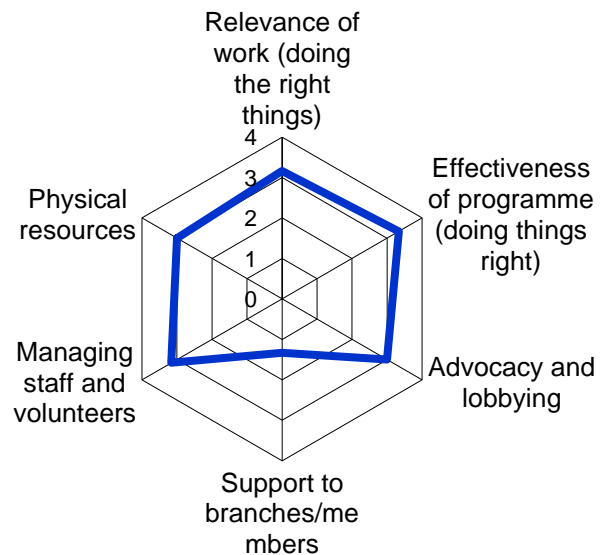 Relevance of
work (doing
the right
things)
4
3
2
1
0
Effectiveness
of programme
(doing things
right)
Advocacy and
lobbying
Support to
branches/me
mbers
Managing
staff and
volunteers
Physical
resources